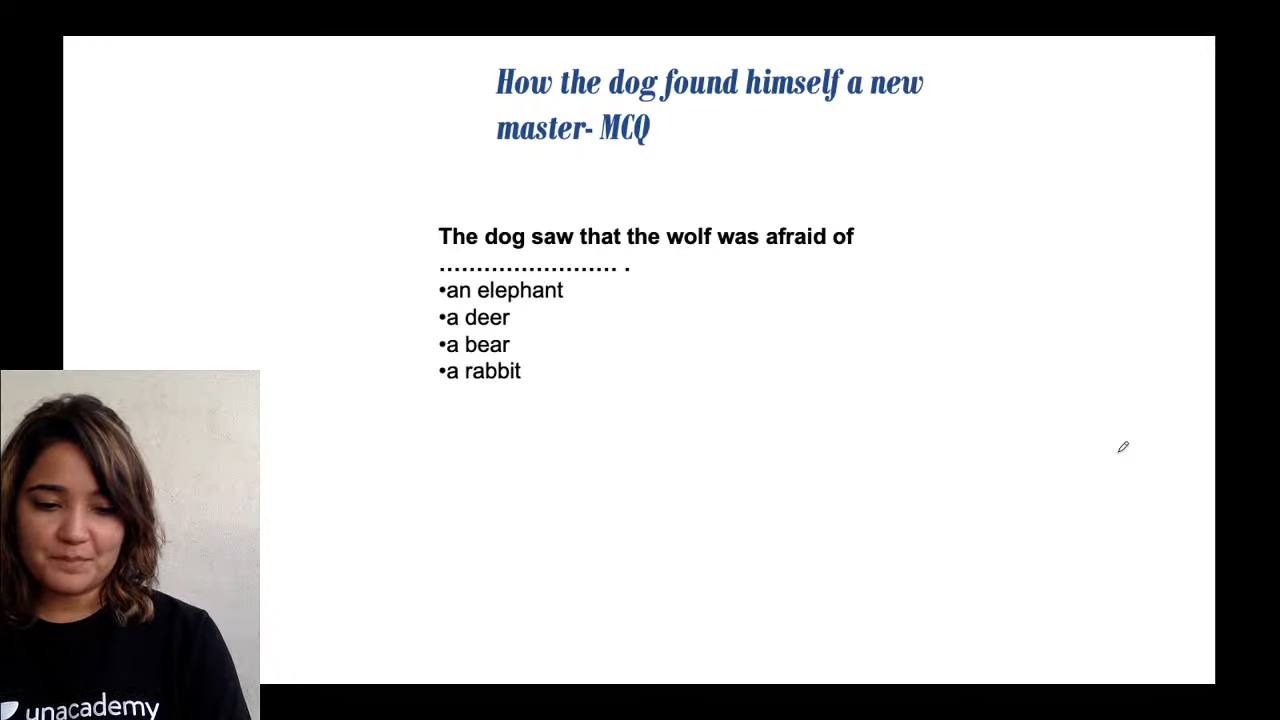 How the dog found himself a new
master- MCQ
The dog saw that the wolf was afraid of
........................ .
•an elephant
•a deer
•a bear
•a rabbit
unacademy